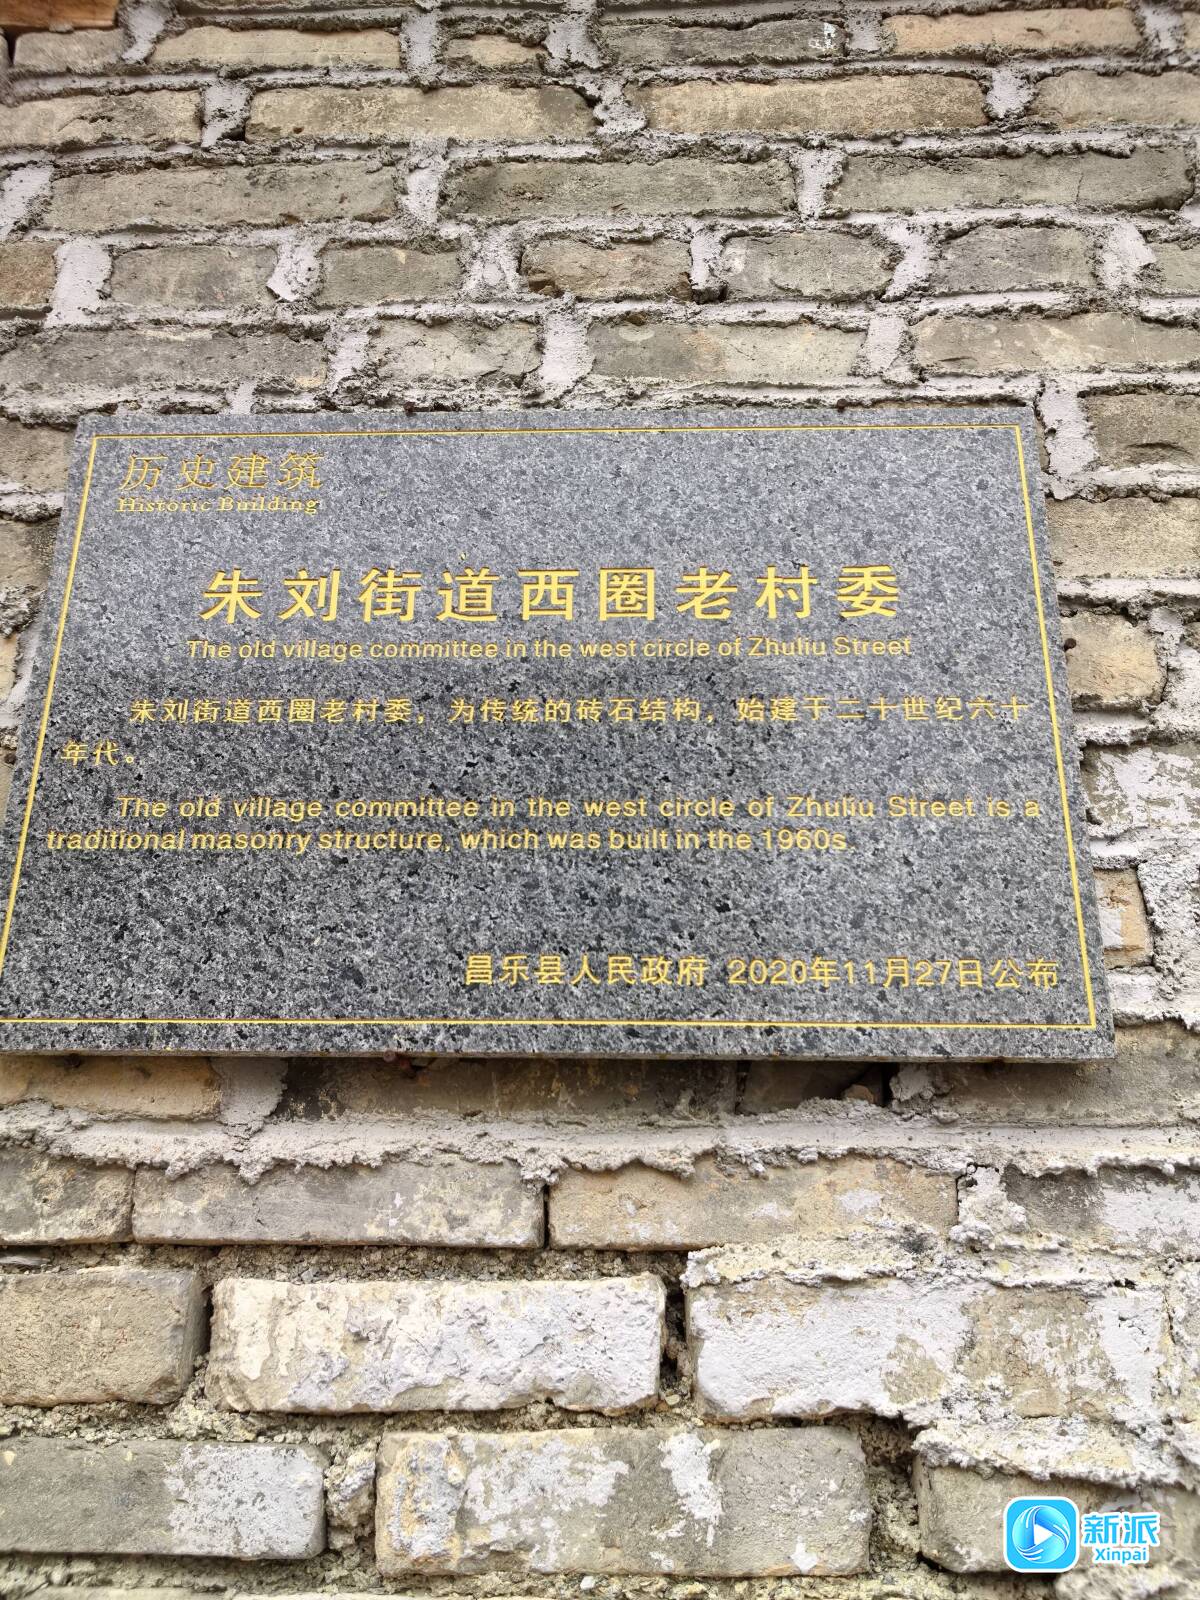 历史建筑
Historic Building
朱刘街道西圈老村委
The old village committee in the west circle of Zhuliu Street
朱刘街道西圈老村委，为传统的砖石结构，始建于二十世纪六十
年代。
The old village committee in the west circle of Zhuliu Street is a
traditional masonry structure, which was built in the 1960s.
昌乐县人民政府 2020年11月27日公布
新派
Xinpai